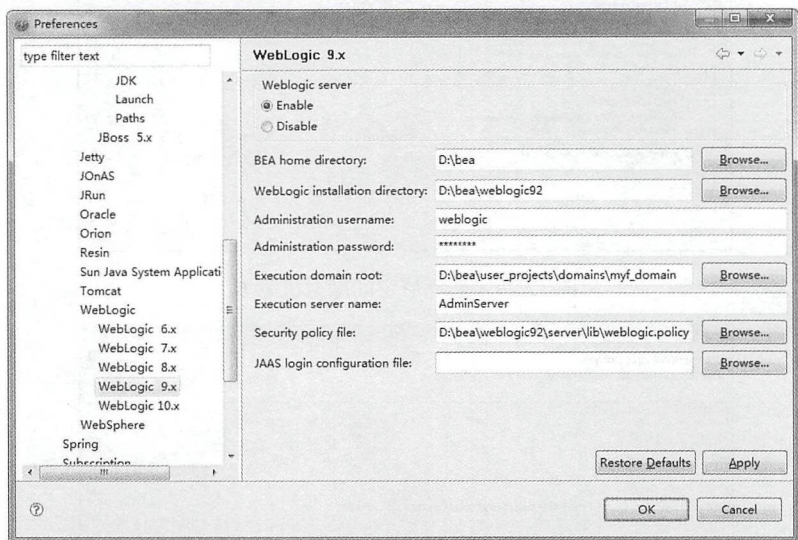 Preferences
type filter text
JDK
Launch
Paths
JBoss 5.x
Jetty
JOnAS
JRun
Oracle
Orion
Resin
Sun Java System Applicati
Tomcat
WebLogic
WebLogic 6.x
WebLogic 7.x
WebLogic 8.x
WebLogic 9.x
WebLogic 10.x
WebSphere
Spring
Subscription
WebLogic 9.x
Weblogic server
Enable
Disable
BEA home directory: D:\bea Browse...
WebLogic installation directory: D:\bea\weblogic92 Browse...
Administration username: weblogic
Administration password: ********
Execution domain root: D:\bea\user_projects\domains\myf_domain Browse...
Execution server name: AdminServer
Security policy file: D:\bea\weblogic92\server\lib\weblogic.policy Browse...
JAAS login configuration file: Browse...
Restore Defaults Apply
OK Cancel